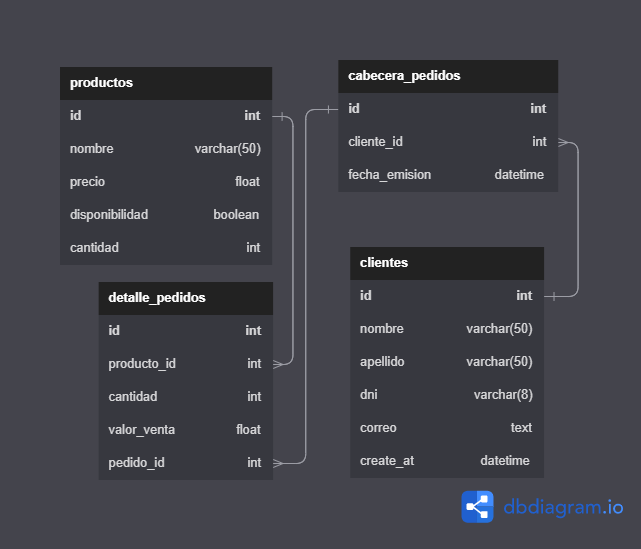 productos
id int
nombre varchar(50)
precio float
disponibilidad boolean
cantidad int
cabecera_pedidos
id int
cliente_id int
fecha_emision datetime
detalle_pedidos
id int
producto_id int
cantidad int
valor_venta float
pedido_id int
clientes
id int
nombre varchar(50)
apellido varchar(50)
dni varchar(8)
correo text
create_at datetime
dbdiagram.io